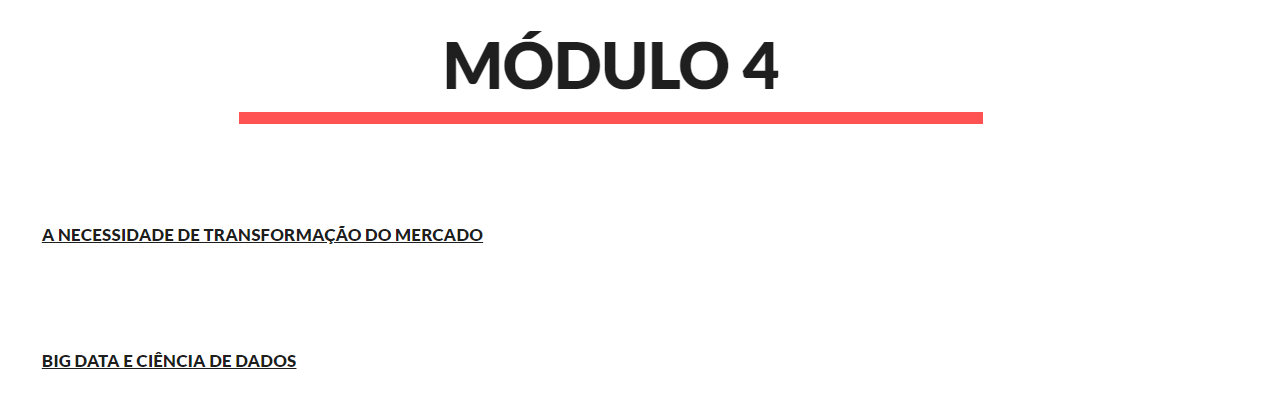 MÓDULO 4
A NECESSIDADE DE TRANSFORMAÇÃO DO MERCADO
BIG DATA E CIÊNCIA DE DADOS